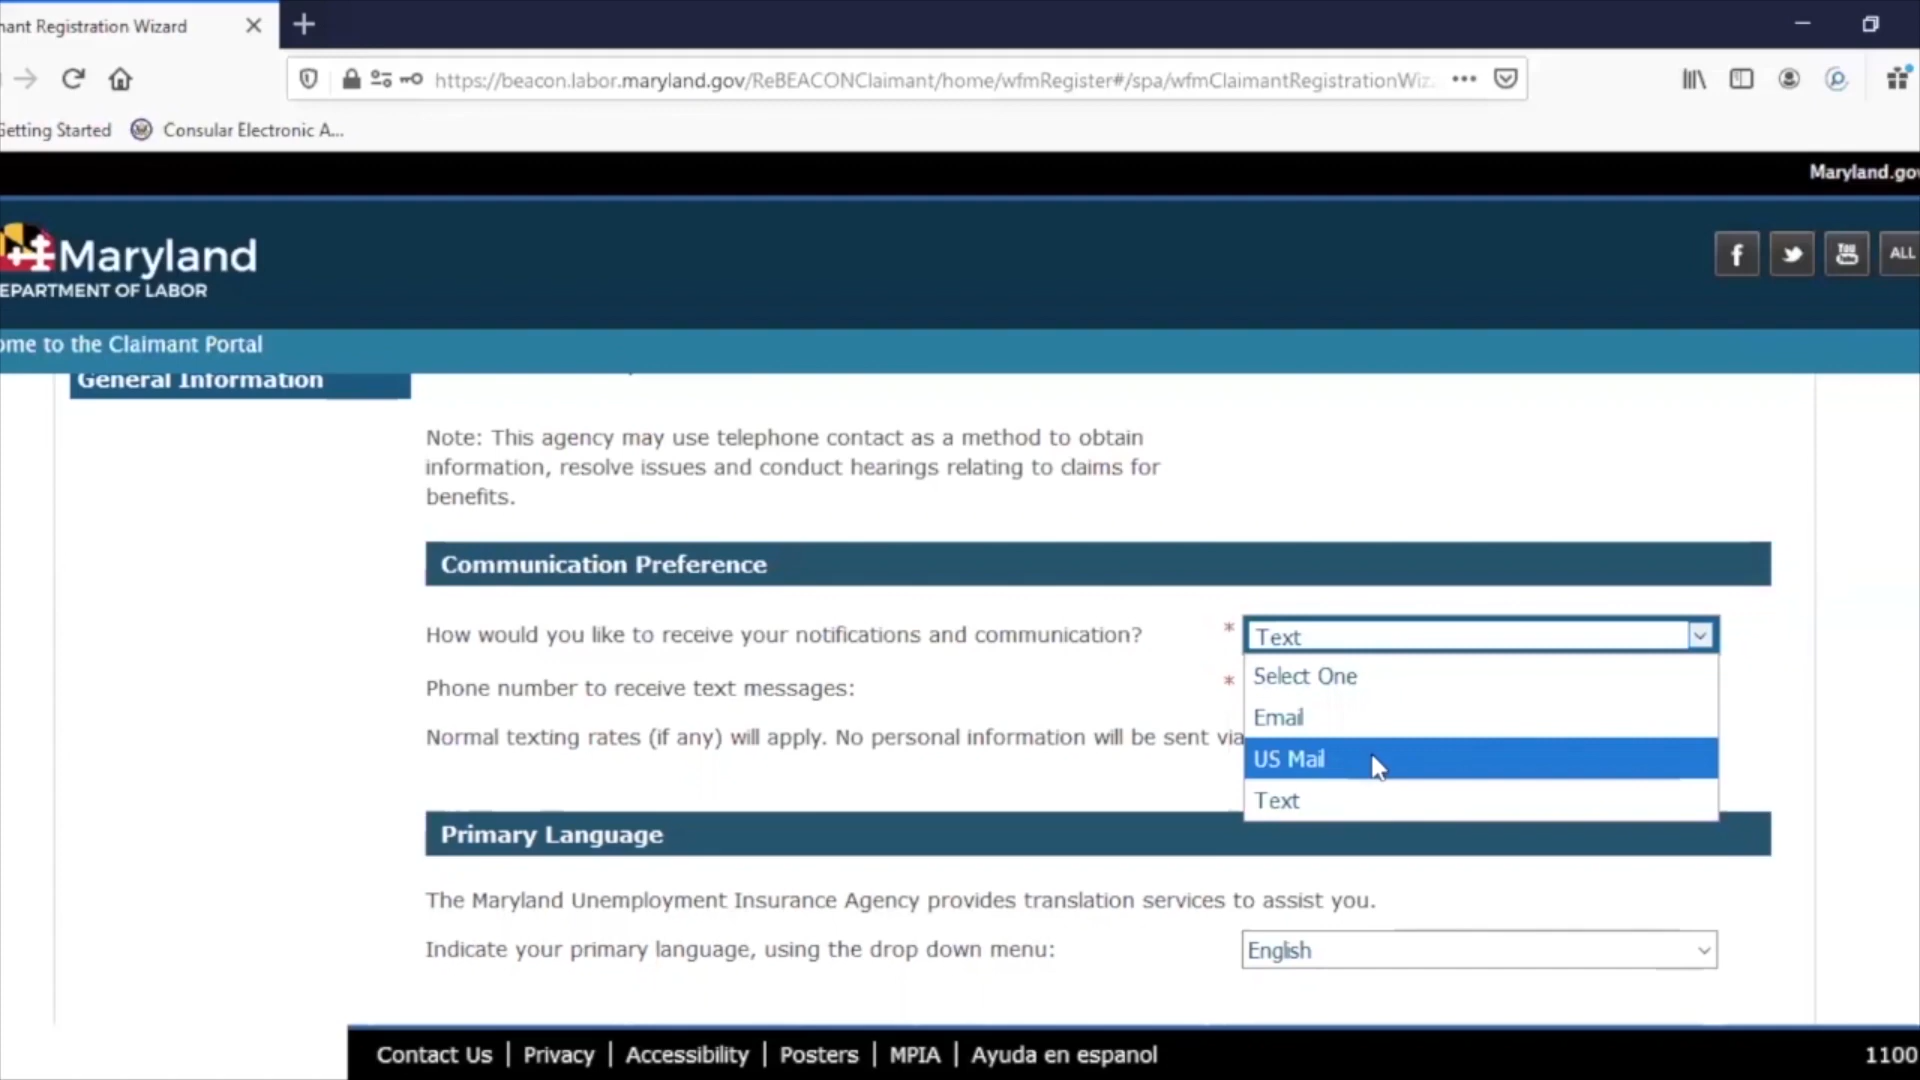 nant Registration Wizard
https://beacon.labor.maryland.gov/ReBEACONClaimant/home/wfmRegister#/spa/wfmClaimantRegistrationWiz
Getting Started
Consular Electronic A...
Maryland.gov
Maryland
EPARTMENT OF LABOR
f
You
ALL
ome to the Claimant Portal
General Information
Note: This agency may use telephone contact as a method to obtain
information, resolve issues and conduct hearings relating to claims for
benefits.
Communication Preference
How would you like to receive your notifications and communication? * Text
Select One
Phone number to receive text messages: *
Email
Normal texting rates (if any) will apply. No personal information will be sent via
US Mail
Text
Primary Language
The Maryland Unemployment Insurance Agency provides translation services to assist you.
Indicate your primary language, using the drop down menu: English
Contact Us | Privacy | Accessibility | Posters | MPIA | Ayuda en espanol
1100